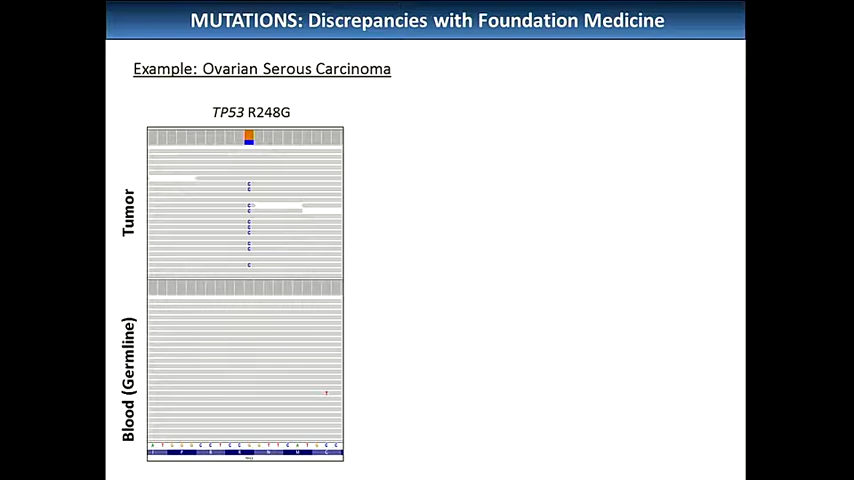 MUTATIONS: Discrepancies with Foundation Medicine
Example: Ovarian Serous Carcinoma
TP53 R248G
Tumor
C
C
C
C
C
C
C
C
C
C
Blood (Germline)
T